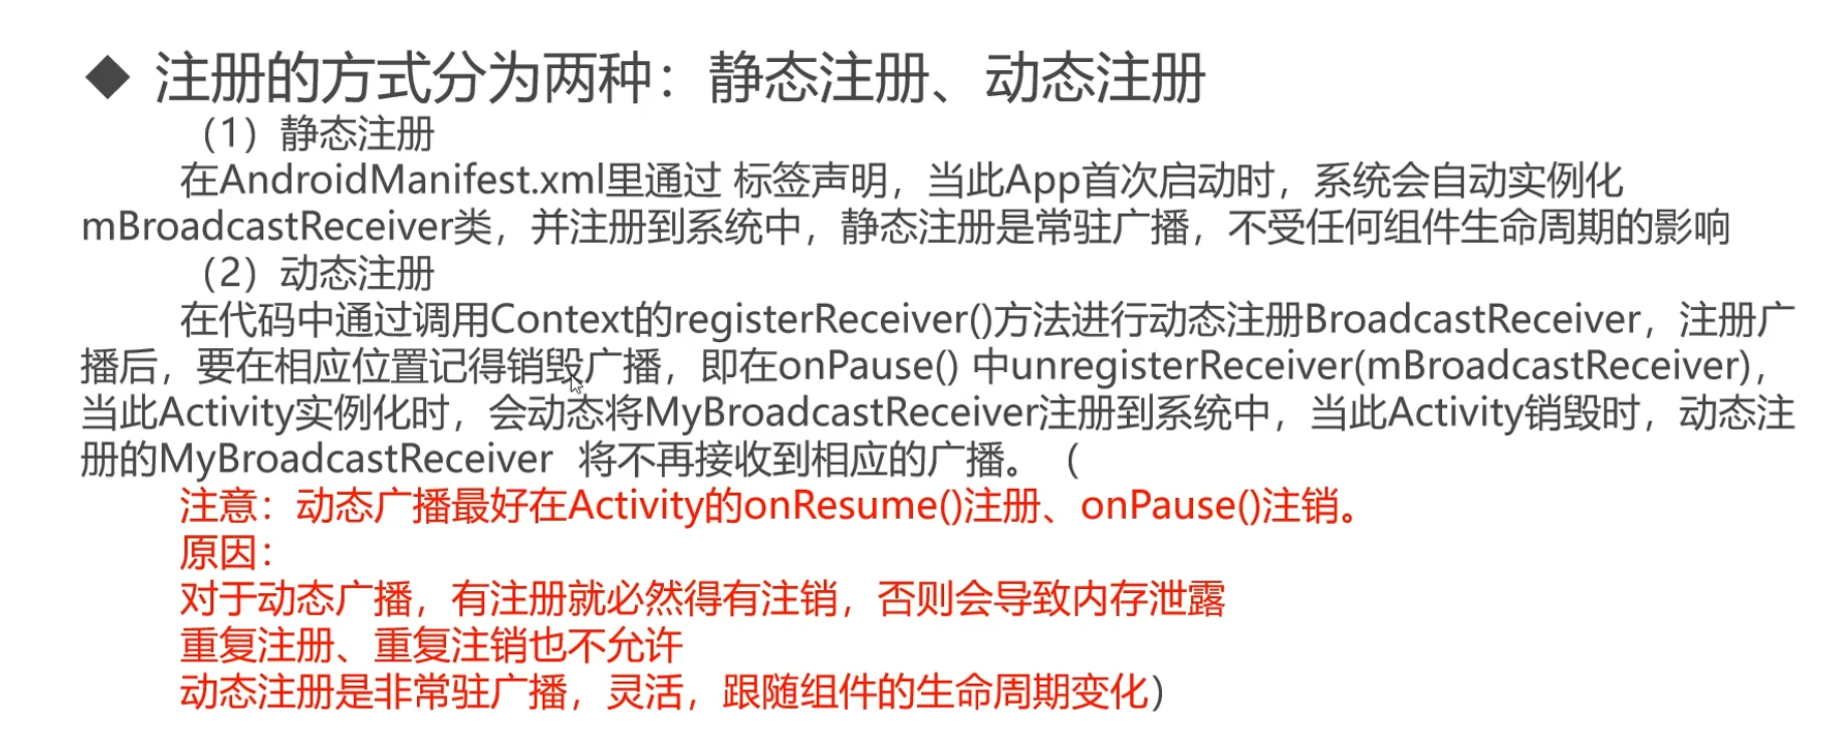 ◆ 注册的方式分为两种：静态注册、动态注册
（1）静态注册
在AndroidManifest.xml里通过 标签声明，当此App首次启动时，系统会自动实例化
mBroadcastReceiver类，并注册到系统中，静态注册是常驻广播，不受任何组件生命周期的影响
（2）动态注册
在代码中通过调用Context的registerReceiver()方法进行动态注册BroadcastReceiver，注册广
播后，要在相应位置记得销毁广播，即在onPause() 中unregisterReceiver(mBroadcastReceiver)，
当此Activity实例化时，会动态将MyBroadcastReceiver注册到系统中，当此Activity销毁时，动态注
册的MyBroadcastReceiver 将不再接收到相应的广播。（
注意：动态广播最好在Activity的onResume()注册、onPause()注销。
原因：
对于动态广播，有注册就必然得有注销，否则会导致内存泄露
重复注册、重复注销也不允许
动态注册是非常驻广播，灵活，跟随组件的生命周期变化）